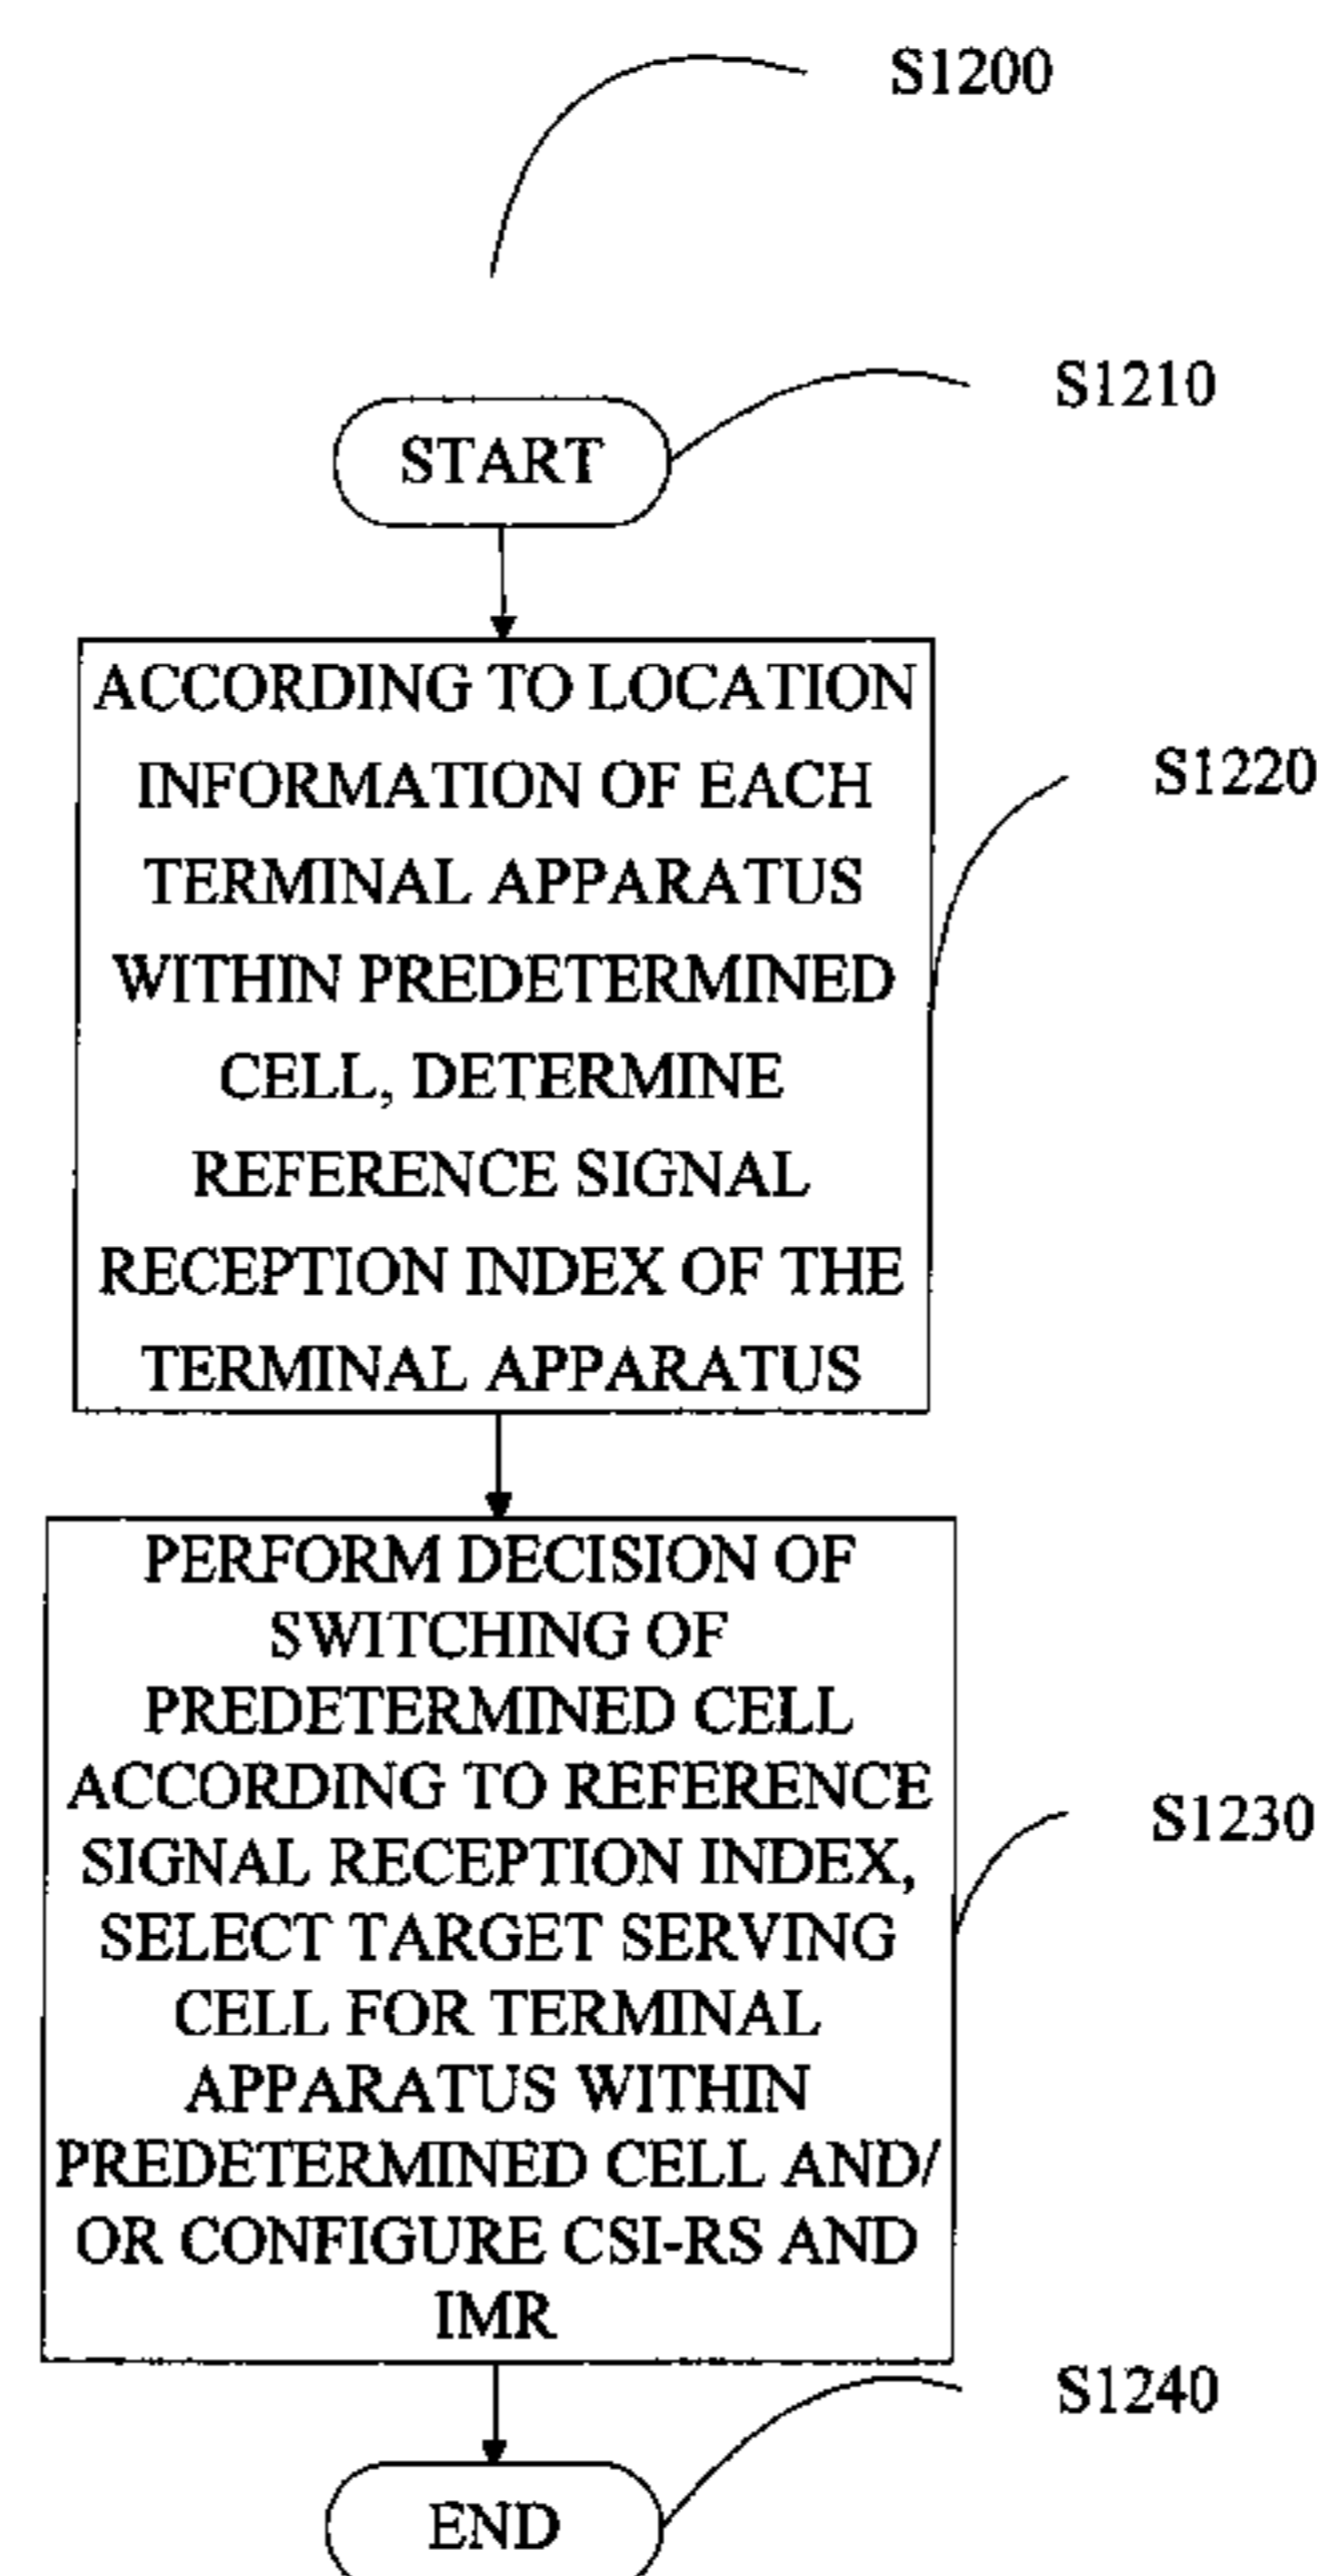 S1200
S1210
START
ACCORDING TO LOCATION
INFORMATION OF EACH
TERMINAL APPARATUS
WITHIN PREDETERMINED
CELL, DETERMINE
REFERENCE SIGNAL
RECEPTION INDEX OF THE
TERMINAL APPARATUS
S1220
PERFORM DECISION OF
SWITCHING OF
PREDETERMINED CELL
ACCORDING TO REFERENCE
SIGNAL RECEPTION INDEX,
SELECT TARGET SERVING
CELL FOR TERMINAL
APPARATUS WITHIN
PREDETERMINED CELL AND/
OR CONFIGURE CSI-RS AND
IMR
S1230
S1240
END